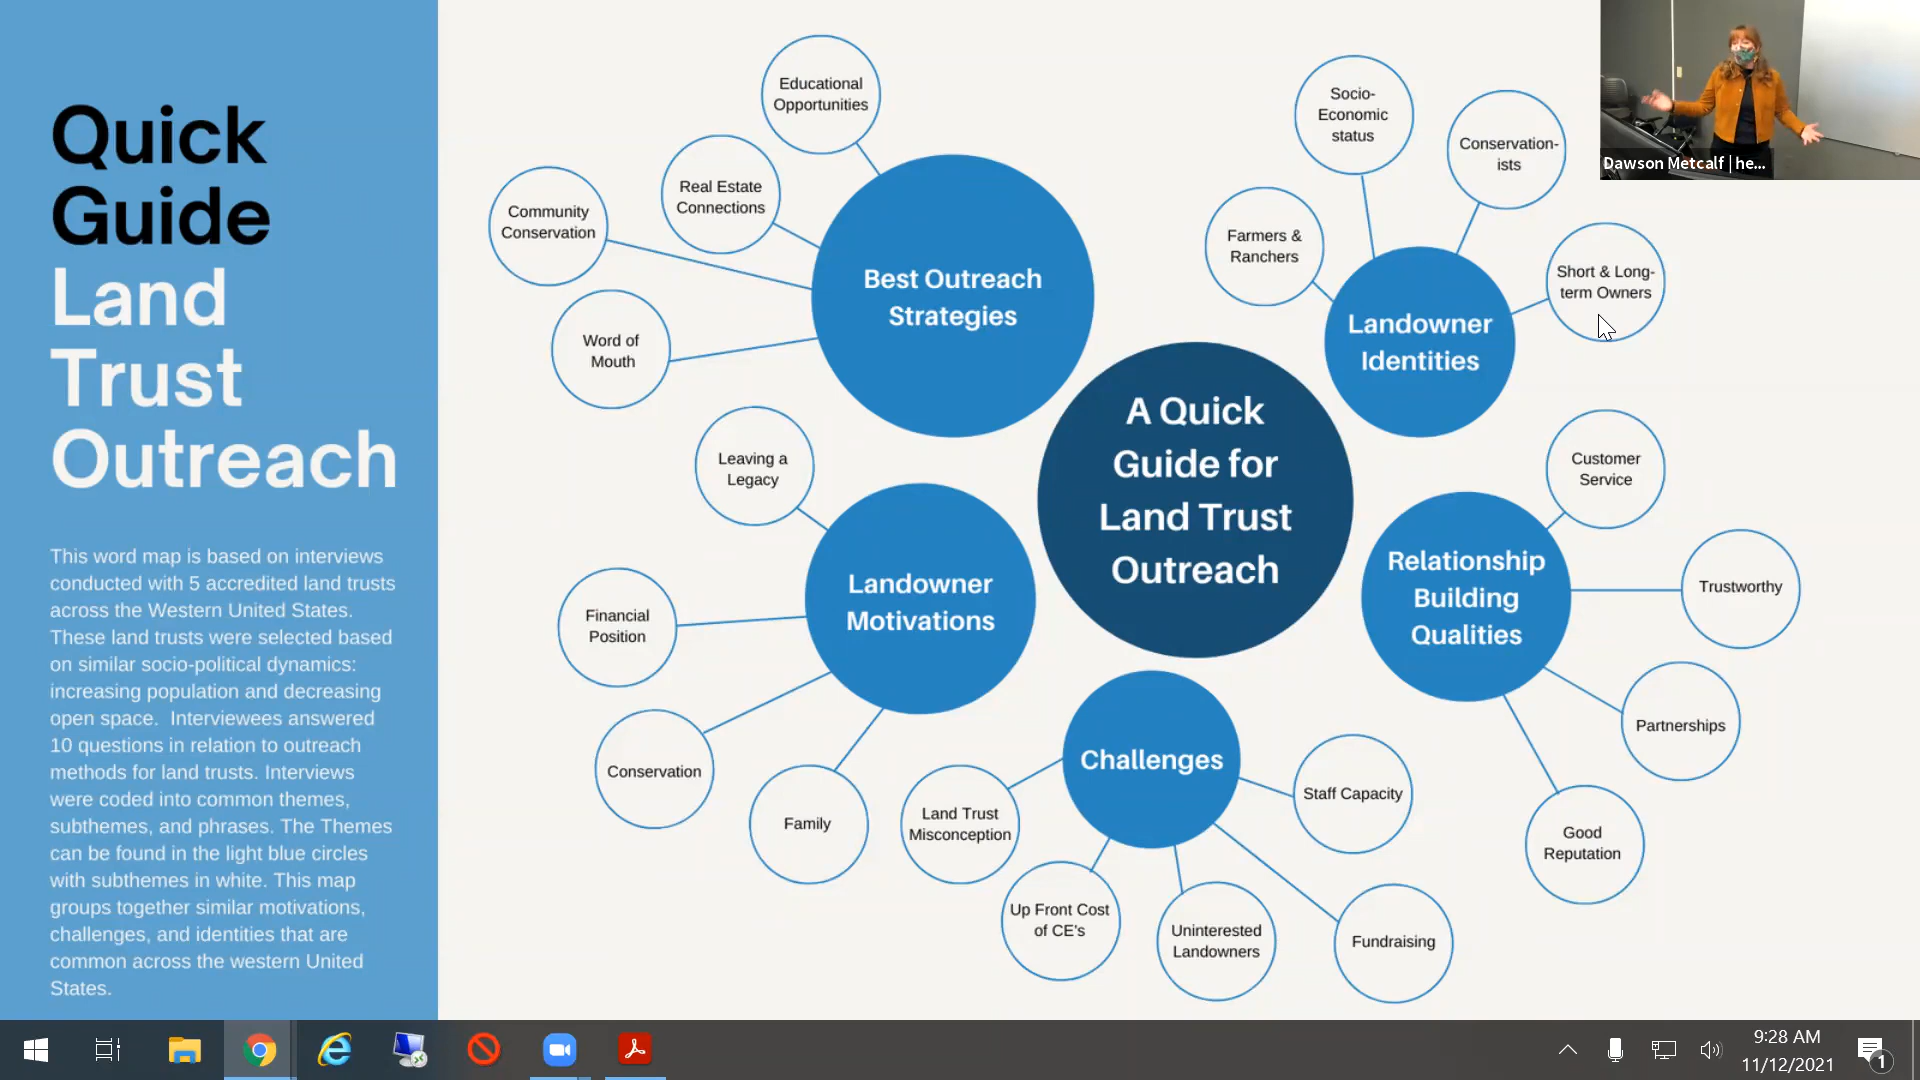 Quick
Guide
Land
Trust
Outreach
This word map is based on interviews
conducted with 5 accredited land trusts
across the Western United States.
These land trusts were selected based
on similar socio-political dynamics:
increasing population and decreasing
open space.  Interviewees answered
10 questions in relation to outreach
methods for land trusts. Interviews
were coded into common themes,
subthemes, and phrases. The Themes
can be found in the light blue circles
with subthemes in white. This map
groups together similar motivations,
challenges, and identities that are
common across the western United
States.
Educational
Opportunities
Real Estate
Connections
Community
Conservation
Word of
Mouth
Best Outreach
Strategies
Socio-
Economic
status
Conservation-
ists
Farmers &
Ranchers
Short & Long-
term Owners
Landowner
Identities
A Quick
Guide for
Land Trust
Outreach
Leaving a
Legacy
Financial
Position
Conservation
Family
Landowner
Motivations
Customer
Service
Trustworthy
Partnerships
Good
Reputation
Relationship
Building
Qualities
Challenges
Land Trust
Misconception
Up Front Cost
of CE's
Uninterested
Landowners
Fundraising
Staff Capacity
Dawson Metcalf | he...
9:28 AM
11/12/2021
1